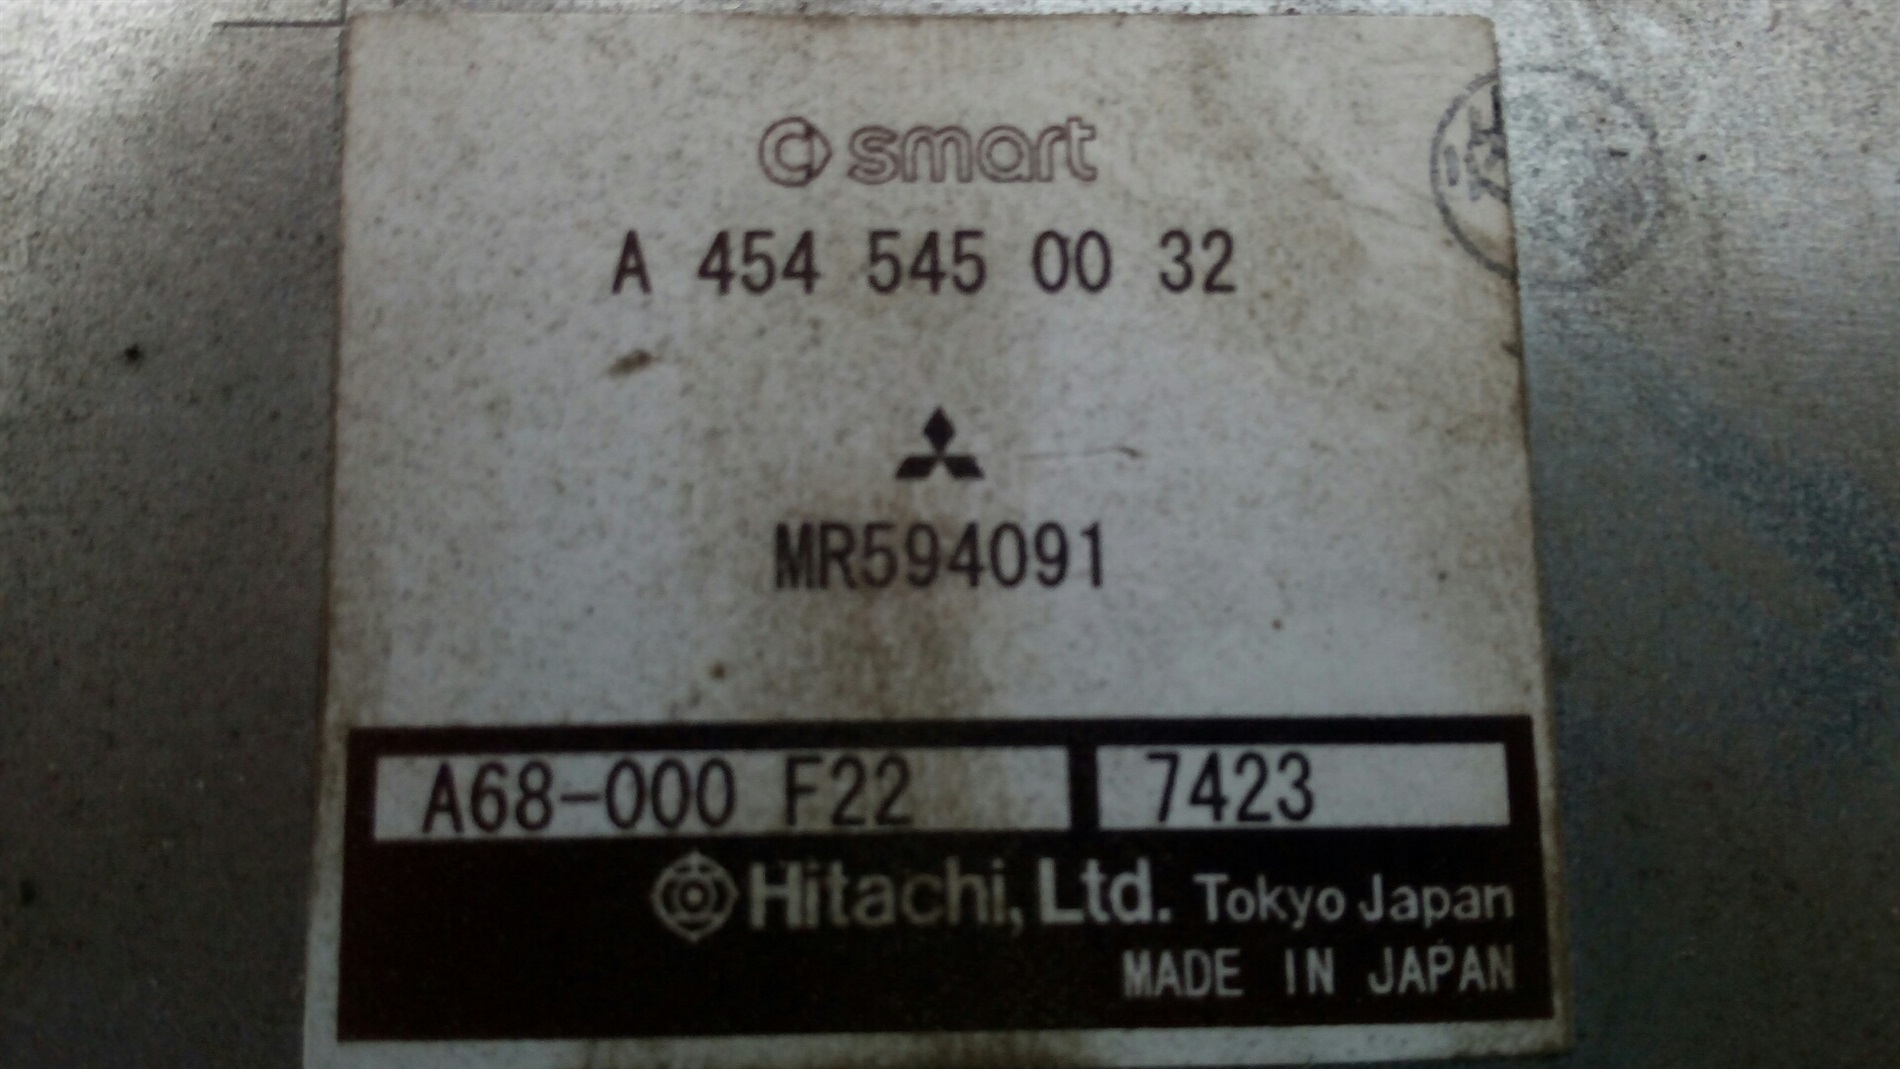 smart
A 454 545 00 32
MR594091
A68-000 F22 7423
Hitachi, Ltd. Tokyo Japan
MADE IN JAPAN